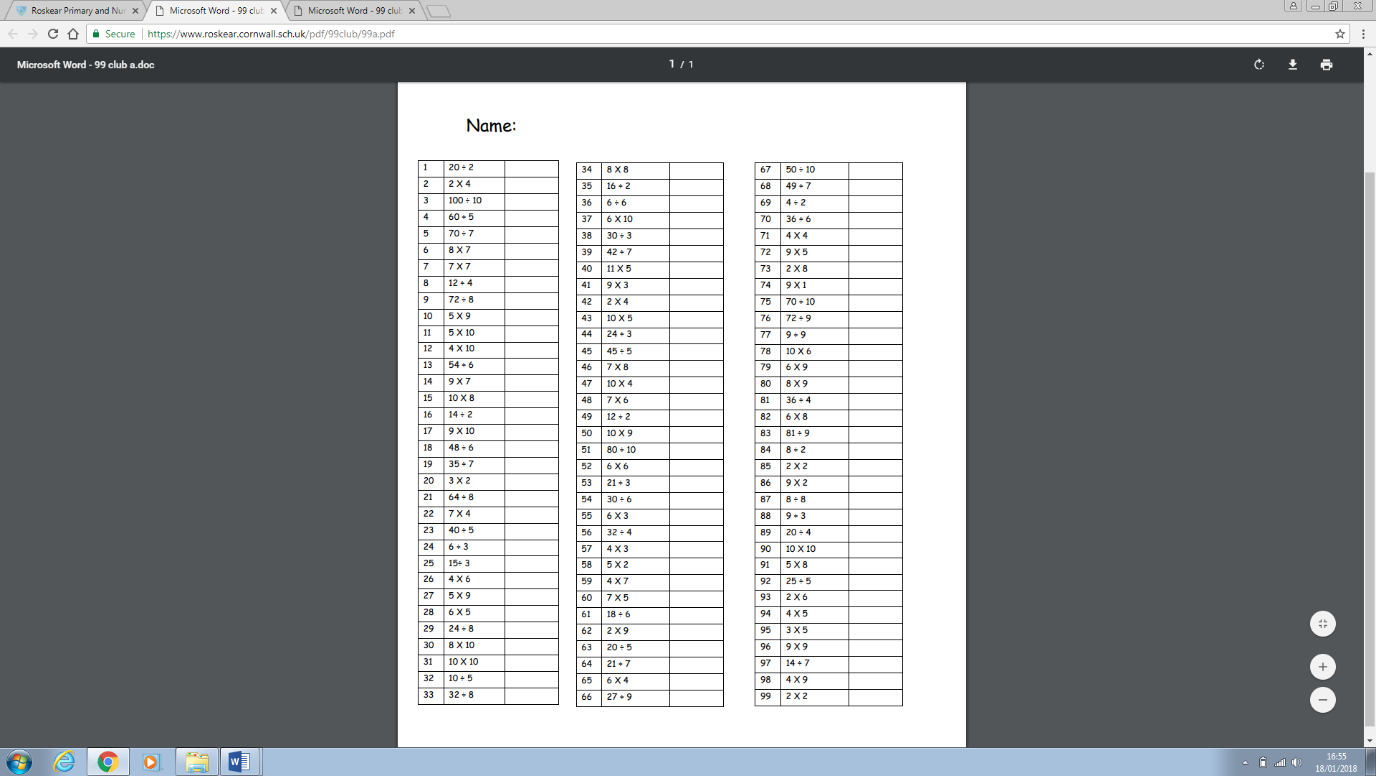 Roskear Primary and Nu
Microsoft Word - 99 club
Microsoft Word - 99 club
Secure https://www.roskear.cornwall.sch.uk/pdf/99club/99a.pdf
Microsoft Word - 99 club a.doc
1 / 1
Name:
1 20 ÷ 2
2 2 X 4
3 100 ÷ 10
4 60 ÷ 5
5 70 ÷ 7
6 8 X 7
7 7 X 7
8 12 ÷ 4
9 72 ÷ 8
10 5 X 9
11 5 X 10
12 4 X 10
13 54 ÷ 6
14 9 X 7
15 10 X 8
16 14 ÷ 2
17 9 X 10
18 48 ÷ 6
19 35 ÷ 7
20 3 X 2
21 64 ÷ 8
22 7 X 4
23 40 ÷ 5
24 6 ÷ 3
25 15÷ 3
26 4 X 6
27 5 X 9
28 6 X 5
29 24 ÷ 8
30 8 X 10
31 10 X 10
32 10 ÷ 5
33 32 ÷ 8
34 8 X 8
35 16 ÷ 2
36 6 ÷ 6
37 6 X 10
38 30 ÷ 3
39 42 ÷ 7
40 11 X 5
41 9 X 3
42 2 X 4
43 10 X 5
44 24 ÷ 3
45 45 ÷ 5
46 7 X 8
47 10 X 4
48 7 X 6
49 12 ÷ 2
50 10 X 9
51 80 ÷ 10
52 6 X 6
53 21 ÷ 3
54 30 ÷ 6
55 6 X 3
56 32 ÷ 4
57 4 X 3
58 5 X 2
59 4 X 7
60 7 X 5
61 18 ÷ 6
62 2 X 9
63 20 ÷ 5
64 21 ÷ 7
65 6 X 4
66 27 ÷ 9
67 50 ÷ 10
68 49 ÷ 7
69 4 ÷ 2
70 36 ÷ 6
71 4 X 4
72 9 X 5
73 2 X 8
74 9 X 1
75 70 ÷ 10
76 72 ÷ 9
77 9 ÷ 9
78 10 X 6
79 6 X 9
80 8 X 9
81 36 ÷ 4
82 6 X 8
83 81 ÷ 9
84 8 ÷ 2
85 2 X 2
86 9 X 2
87 8 ÷ 8
88 9 ÷ 3
89 20 ÷ 4
90 10 X 10
91 5 X 8
92 25 ÷ 5
93 2 X 6
94 4 X 5
95 3 X 5
96 9 X 9
97 14 ÷ 7
98 4 X 9
99 2 X 2
16:55
18/01/2018